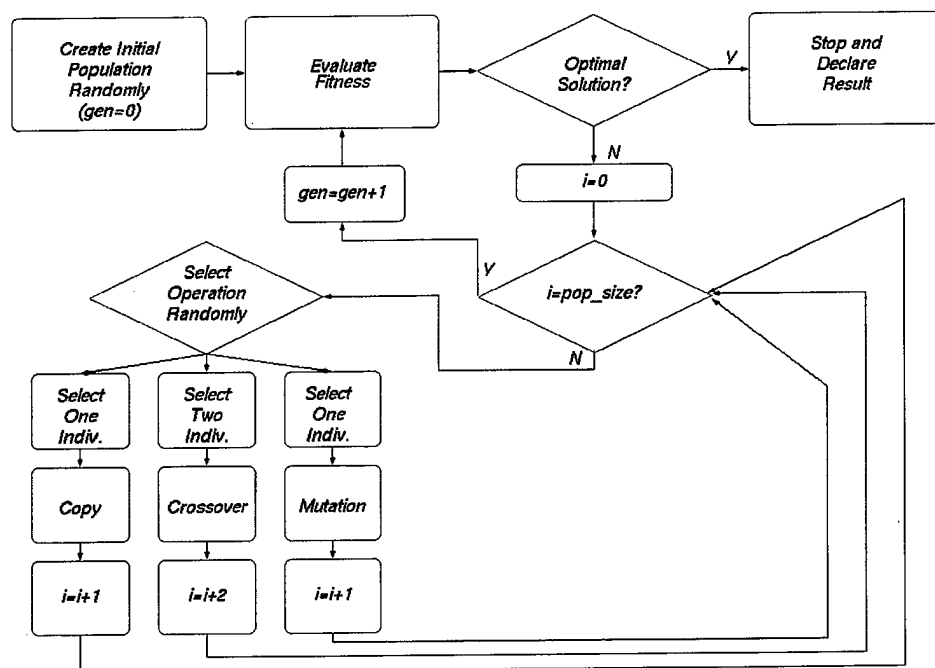 Create Initial
Population
Randomly
(gen=0)
Evaluate
Fitness
Optimal
Solution?
Y
Stop and
Declare
Result
N
i=0
gen=gen+1
Y
i=pop_size?
N
Select
Operation
Randomly
Select
One
Indiv.
Select
Two
Indiv.
Select
One
Indiv.
Copy
Crossover
Mutation
i=i+1
i=i+2
i=i+1